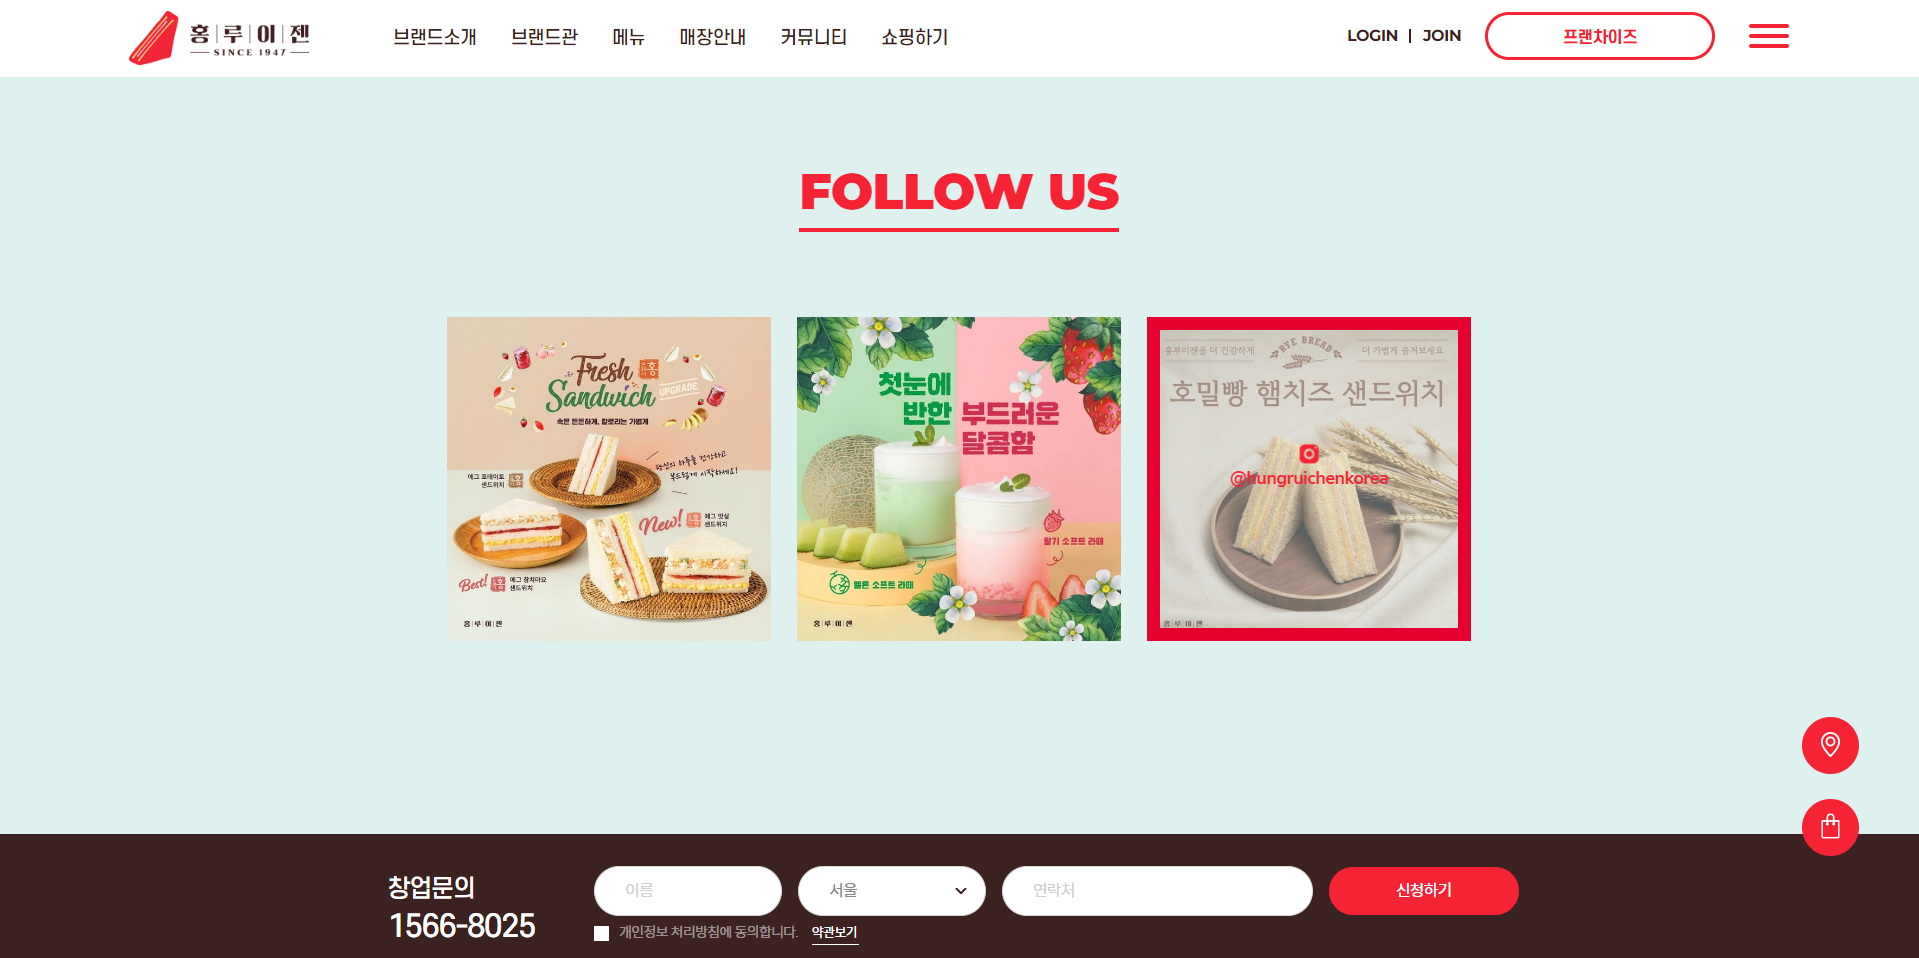 홍루이젠
SINCE 1947
브랜드소개 브랜드관 메뉴 매장안내 커뮤니티 쇼핑하기
LOGIN | JOIN
프랜차이즈
FOLLOW US
Fresh
Sandwich
UPGRADE
속은 든든하게, 칼로리는 가볍게
당신의 하루를 건강하고
부드럽게 시작하세요!
에그 포테이토
샌드위치
New!
에그 맛살
샌드위치
Best!
에그 참치마요
샌드위치
홍루이젠
첫눈에
반한
부드러운
달콤함
딸기 소프트 라떼
멜론 소프트 라떼
홍루이젠
홍루이젠을 더 건강하게
RYE BREAD
더 가볍게 즐겨보세요
호밀빵 햄치즈 샌드위치
@hungruichenkorea
홍루이젠
창업문의
1566-8025
이름
서울
연락처
신청하기
개인정보 처리방침에 동의합니다.
약관보기